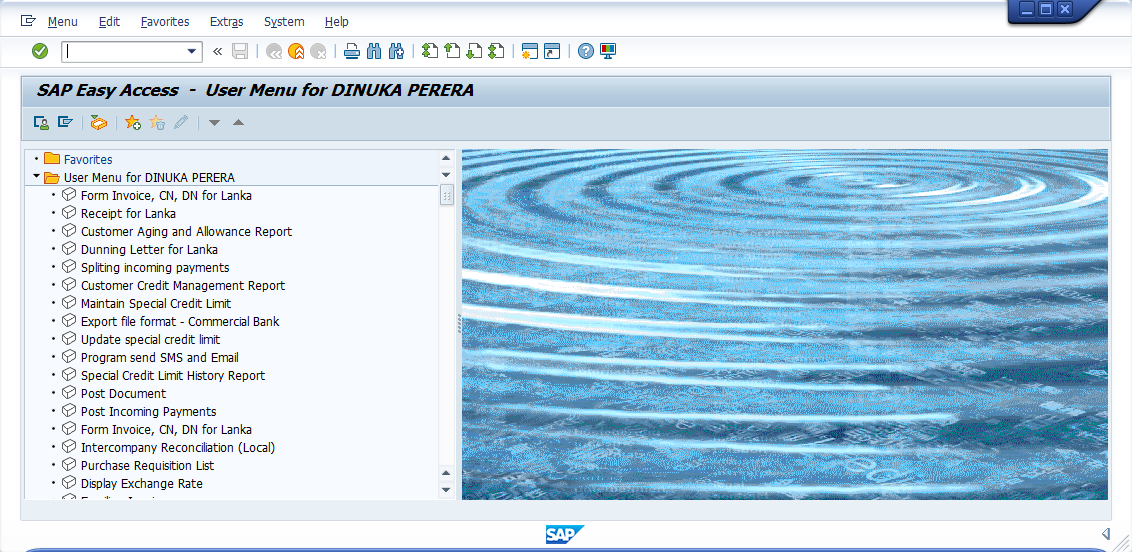 Menu Edit Favorites Extras System Help
SAP Easy Access - User Menu for DINUKA PERERA
Favorites
User Menu for DINUKA PERERA
Form Invoice, CN, DN for Lanka
Receipt for Lanka
Customer Aging and Allowance Report
Dunning Letter for Lanka
Spliting incoming payments
Customer Credit Management Report
Maintain Special Credit Limit
Export file format - Commercial Bank
Update special credit limit
Program send SMS and Email
Special Credit Limit History Report
Post Document
Post Incoming Payments
Form Invoice, CN, DN for Lanka
Intercompany Reconciliation (Local)
Purchase Requisition List
Display Exchange Rate
SAP